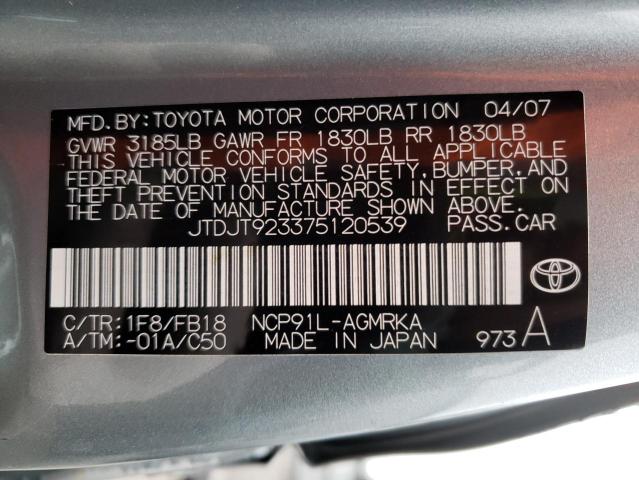 MFD.BY:TOYOTA MOTOR CORPORATION 04/07
GVWR 3185LB GAWR FR 1830LB RR 1830LB
THIS VEHICLE CONFORMS TO ALL APPLICABLE
FEDERAL MOTOR VEHICLE SAFETY,BUMPER,AND
THEFT PREVENTION STANDARDS IN EFFECT ON
THE DATE OF MANUFACTURE SHOWN ABOVE.
JTDJT923375120539 PASS.CAR
C/TR:1F8/FB18 NCP91L-AGMRKA
A/TM:-01A/C50 MADE IN JAPAN 973 A